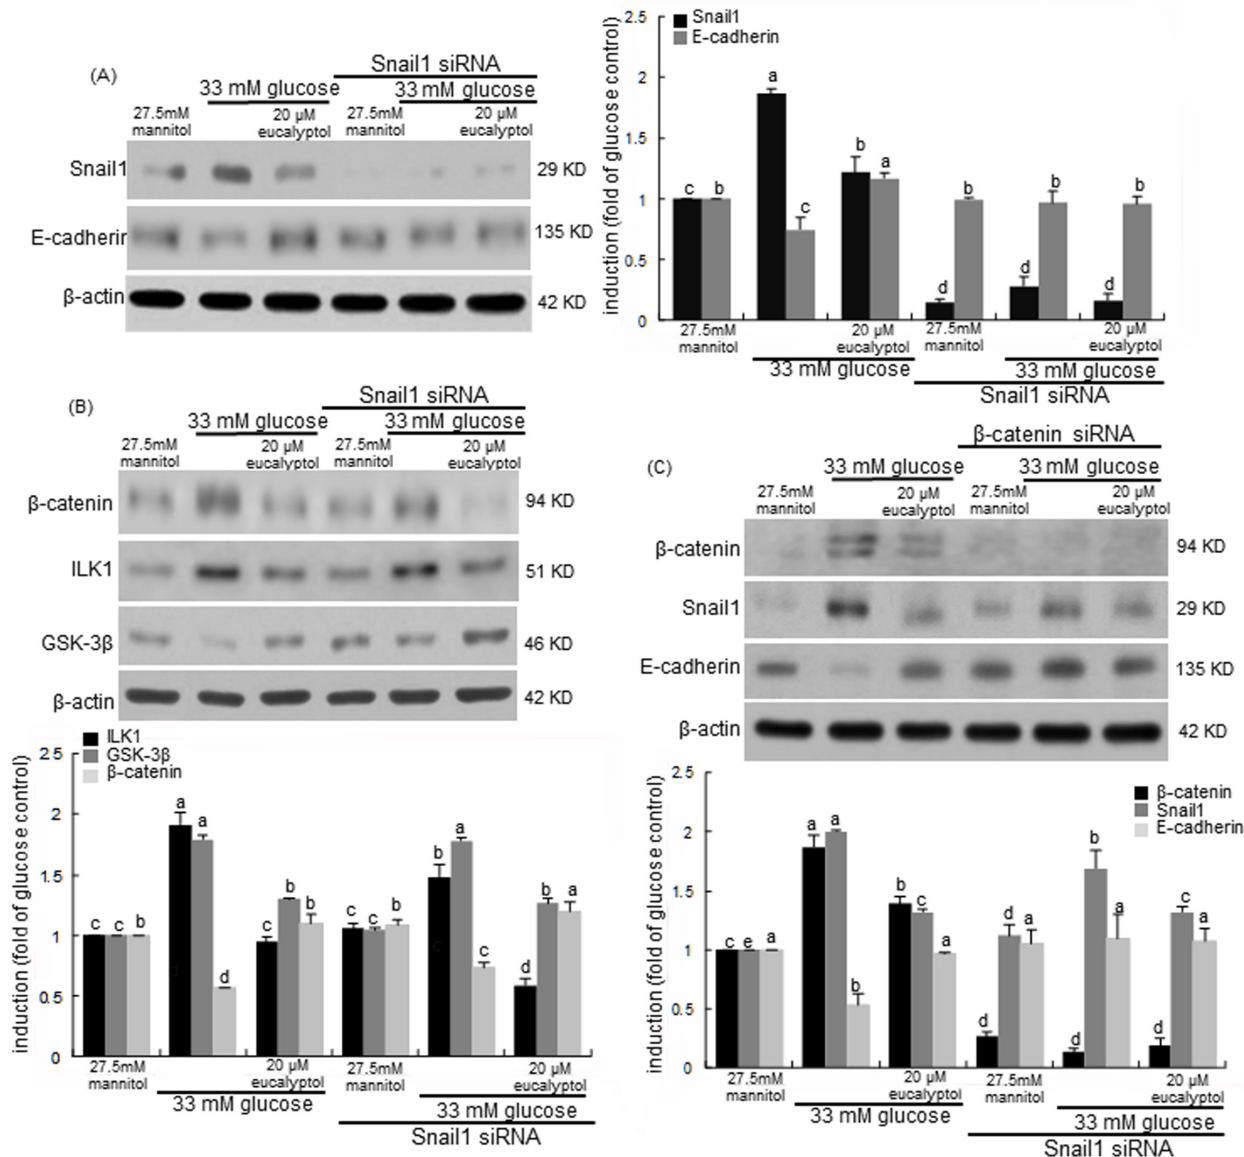 (A)
Snail1 siRNA
33 mM glucose 33 mM glucose
27.5mM mannitol
20 µM eucalyptol
27.5mM mannitol
20 µM eucalyptol
Snail1 29 KD
E-cadherin 135 KD
β-actin 42 KD
Snail1
E-cadherin
induction (fold of glucose control)
2.5
2
1.5
1
0.5
0
c b a c b a d b d b d b
27.5mM mannitol
20 µM eucalyptol
27.5mM mannitol
20 µM eucalyptol
33 mM glucose 33 mM glucose
Snail1 siRNA
(B)
Snail1 siRNA
33 mM glucose 33 mM glucose
27.5mM mannitol
20 µM eucalyptol
27.5mM mannitol
20 µM eucalyptol
β-catenin 94 KD
ILK1 51 KD
GSK-3β 46 KD
β-actin 42 KD
ILK1
GSK-3β
β-catenin
induction (fold of glucose control)
2.5
2
1.5
1
0.5
0
c c b a a d c b b c c b b a c d b a
27.5mM mannitol
20 µM eucalyptol
27.5mM mannitol
20 µM eucalyptol
33 mM glucose 33 mM glucose
Snail1 siRNA
(C)
β-catenin siRNA
33 mM glucose 33 mM glucose
27.5mM mannitol
20 µM eucalyptol
27.5mM mannitol
20 µM eucalyptol
β-catenin 94 KD
Snail1 29 KD
E-cadherin 135 KD
β-actin 42 KD
β-catenin
Snail1
E-cadherin
induction (fold of glucose control)
2.5
2
1.5
1
0.5
0
c e a a a b b c a d d a d b a d c a
27.5mM mannitol
20 µM eucalyptol
27.5mM mannitol
20 µM eucalyptol
33 mM glucose 33 mM glucose
Snail1 siRNA